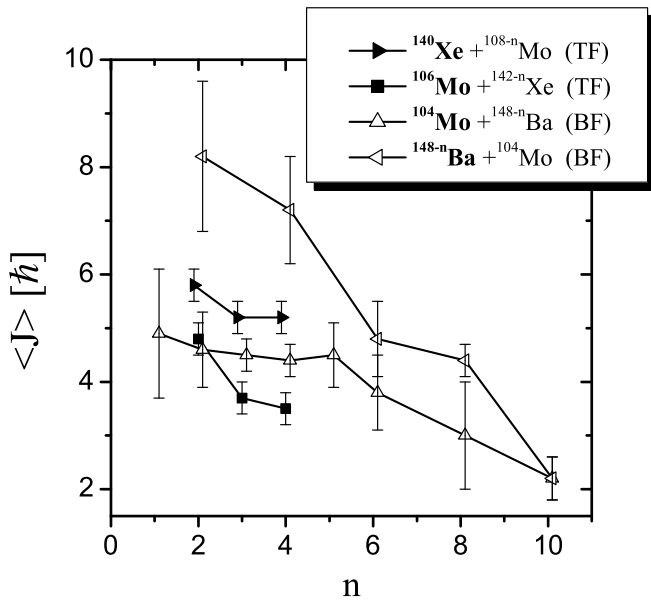 ¹⁴⁰Xe + ¹⁰⁸⁻ⁿMo (TF)
¹⁰⁶Mo + ¹⁴²⁻ⁿXe (TF)
¹⁰⁴Mo + ¹⁴⁸⁻ⁿBa (BF)
¹⁴⁸⁻ⁿBa + ¹⁰⁴Mo (BF)
10
8
6
4
2
<J> [ℏ]
0 2 4 6 8 10
n